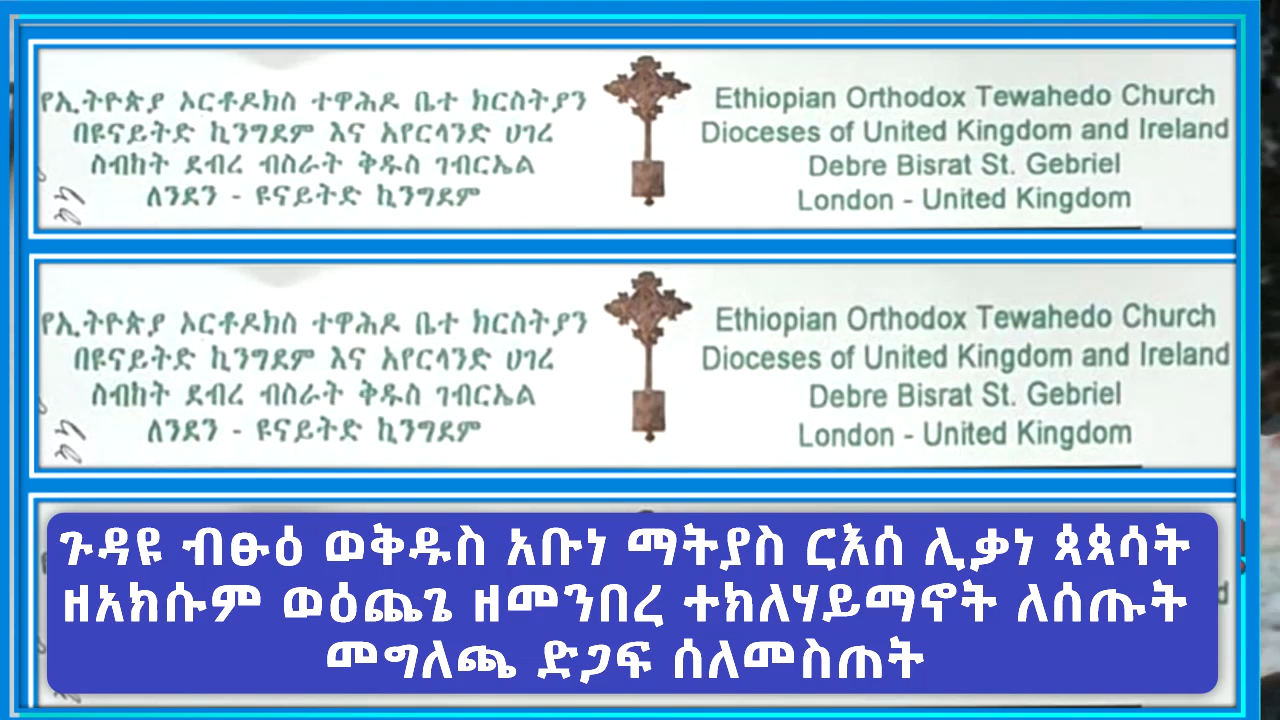 የኢትዮጵያ ኦርቶዶክስ ተዋሕዶ ቤተ ክርስትያን
በዩናይትድ ኪንግደም እና አየርላንድ ሀገረ
ስብከት ደብረ ብስራት ቅዱስ ገብርኤል
ለንደን - ዩናይትድ ኪንግደም
Ethiopian Orthodox Tewahedo Church
Dioceses of United Kingdom and Ireland
Debre Bisrat St. Gebriel
London - United Kingdom
የኢትዮጵያ ኦርቶዶክስ ተዋሕዶ ቤተ ክርስትያን
በዩናይትድ ኪንግደም እና አየርላንድ ሀገረ
ስብከት ደብረ ብስራት ቅዱስ ገብርኤል
ለንደን - ዩናይትድ ኪንግደም
Ethiopian Orthodox Tewahedo Church
Dioceses of United Kingdom and Ireland
Debre Bisrat St. Gebriel
London - United Kingdom
ጉዳዩ ብፁዕ ወቅዱስ አቡነ ማትያስ ርእሰ ሊቃነ ጳጳሳት
ዘአክሱም ወዕጨጌ ዘመንበረ ተክለሃይማኖት ለሰጡት
መግለጫ ድጋፍ ሰለመስጠት